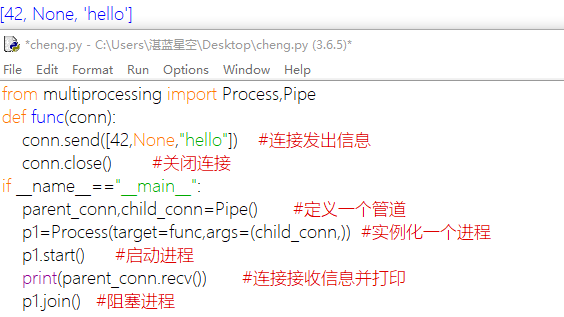 [42, None, 'hello']
*cheng.py - C:\Users\湛蓝星空\Desktop\cheng.py (3.6.5)*
File Edit Format Run Options Window Help
from multiprocessing import Process,Pipe
def func(conn):
    conn.send([42,None,"hello"])    #连接发出信息
    conn.close()    #关闭连接
if __name__=="__main__":
    parent_conn,child_conn=Pipe()    #定义一个管道
    p1=Process(target=func,args=(child_conn,))  #实例化一个进程
    p1.start()    #启动进程
    print(parent_conn.recv())    #连接接收信息并打印
    p1.join()   #阻塞进程